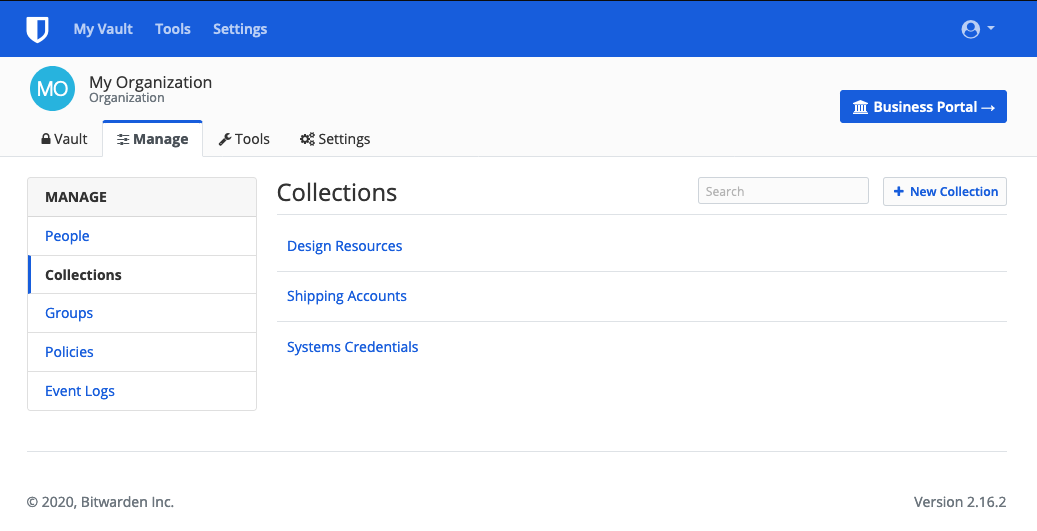 My Vault Tools Settings
MO My Organization
Organization
Business Portal →
Vault Manage Tools Settings
MANAGE
People
Collections
Groups
Policies
Event Logs
Collections
Search
New Collection
Design Resources
Shipping Accounts
Systems Credentials
© 2020, Bitwarden Inc.
Version 2.16.2